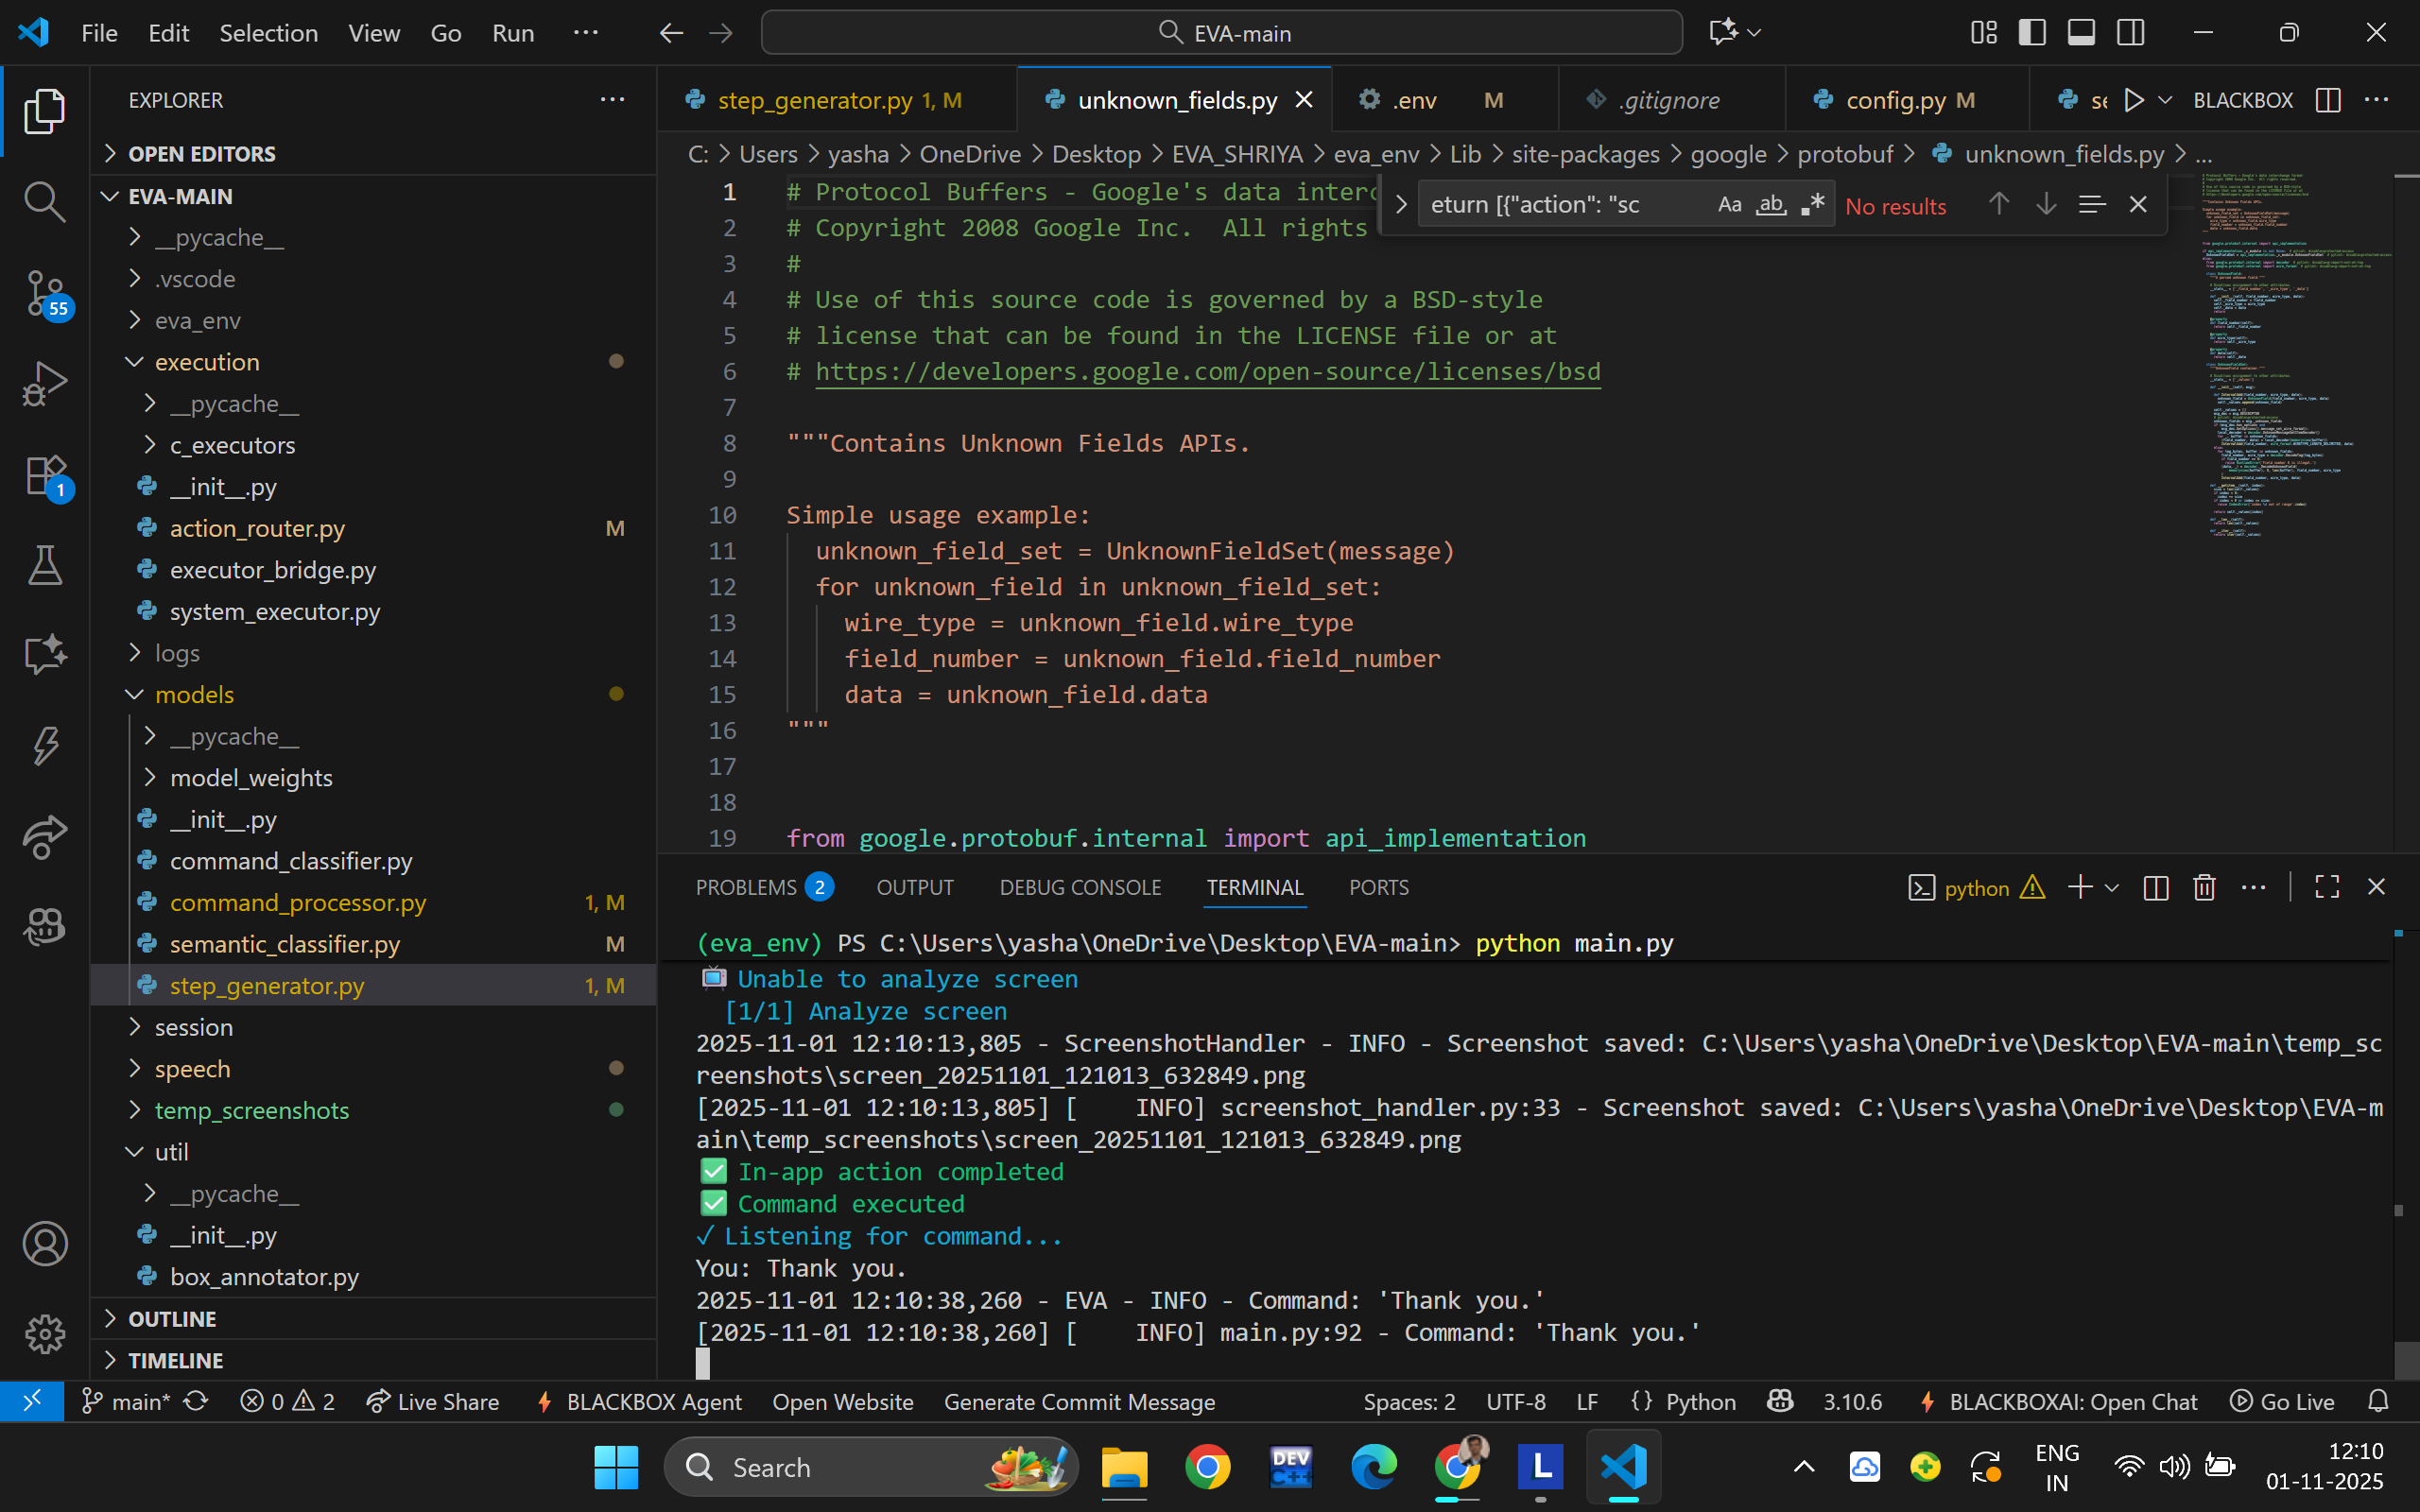 File Edit Selection View Go Run ··· EVA-main
EXPLORER ···
OPEN EDITORS
EVA-MAIN
__pycache__
.vscode
eva_env
execution
__pycache__
c_executors
__init__.py
action_router.py M
executor_bridge.py
system_executor.py
logs
models
__pycache__
model_weights
__init__.py
command_classifier.py
command_processor.py 1, M
semantic_classifier.py M
step_generator.py 1, M
session
speech
temp_screenshots
util
__pycache__
__init__.py
box_annotator.py
OUTLINE
TIMELINE
55
1
step_generator.py 1, M unknown_fields.py .env M .gitignore config.py M se BLACKBOX ···
C: > Users > yasha > OneDrive > Desktop > EVA_SHRIYA > eva_env > Lib > site-packages > google > protobuf > unknown_fields.py > ...
eturn [{"action": "sc Aa ab .* No results
1 # Protocol Buffers - Google's data interc
2 # Copyright 2008 Google Inc.  All rights
3 #
4 # Use of this source code is governed by a BSD-style
5 # license that can be found in the LICENSE file or at
6 # https://developers.google.com/open-source/licenses/bsd
7
8 """Contains Unknown Fields APIs.
9
10 Simple usage example:
11   unknown_field_set = UnknownFieldSet(message)
12   for unknown_field in unknown_field_set:
13     wire_type = unknown_field.wire_type
14     field_number = unknown_field.field_number
15     data = unknown_field.data
16 """
17
18
19 from google.protobuf.internal import api_implementation
PROBLEMS 2 OUTPUT DEBUG CONSOLE TERMINAL PORTS python ···
(eva_env) PS C:\Users\yasha\OneDrive\Desktop\EVA-main> python main.py
Unable to analyze screen
[1/1] Analyze screen
2025-11-01 12:10:13,805 - ScreenshotHandler - INFO - Screenshot saved: C:\Users\yasha\OneDrive\Desktop\EVA-main\temp_sc
reenshots\screen_20251101_121013_632849.png
[2025-11-01 12:10:13,805] [    INFO] screenshot_handler.py:33 - Screenshot saved: C:\Users\yasha\OneDrive\Desktop\EVA-m
ain\temp_screenshots\screen_20251101_121013_632849.png
✅ In-app action completed
✅ Command executed
✓ Listening for command...
You: Thank you.
2025-11-01 12:10:38,260 - EVA - INFO - Command: 'Thank you.'
[2025-11-01 12:10:38,260] [    INFO] main.py:92 - Command: 'Thank you.'
main* 0 2 Live Share BLACKBOX Agent Open Website Generate Commit Message Spaces: 2 UTF-8 LF {} Python 3.10.6 BLACKBOXAI: Open Chat Go Live
Search DEV C++ L ENG IN 12:10
01-11-2025